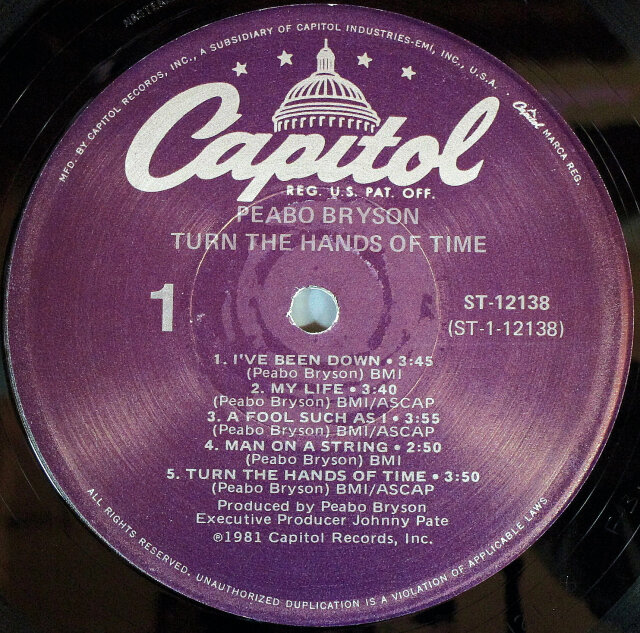 MFD. BY CAPITOL RECORDS, INC., A SUBSIDIARY OF CAPITOL INDUSTRIES-EMI, INC., U.S.A. • Capitol MARCA REG.
Capitol
REG. U.S. PAT. OFF.
PEABO BRYSON
TURN THE HANDS OF TIME
1
ST-12138
(ST-1-12138)
1. I'VE BEEN DOWN • 3:45
(Peabo Bryson) BMI
2. MY LIFE • 3:40
(Peabo Bryson) BMI/ASCAP
3. A FOOL SUCH AS I • 3:55
(Peabo Bryson) BMI/ASCAP
4. MAN ON A STRING • 2:50
(Peabo Bryson) BMI
5. TURN THE HANDS OF TIME • 3:50
(Peabo Bryson) BMI/ASCAP
Produced by Peabo Bryson
Executive Producer Johnny Pate
℗1981 Capitol Records, Inc.
ALL RIGHTS RESERVED. UNAUTHORIZED DUPLICATION IS A VIOLATION OF APPLICABLE LAWS